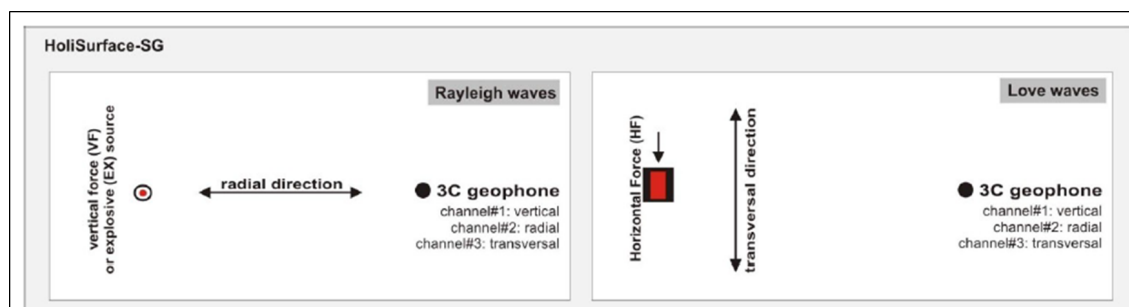 HoliSurface-SG
Rayleigh waves
vertical force (VF)
or explosive (EX) source
radial direction
3C geophone
channel#1: vertical
channel#2: radial
channel#3: transversal
Love waves
Horizontal Force (HF)
transversal direction
3C geophone
channel#1: vertical
channel#2: radial
channel#3: transversal